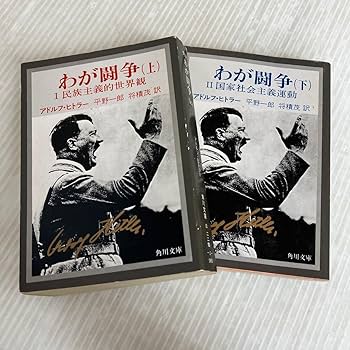 わが闘争(上)
I 民族主義的世界観
アドルフ・ヒトラー 平野一郎 将積茂 訳
角川文庫
わが闘争(下)
II 国家社会主義運動
アドルフ・ヒトラー 平野一郎 将積茂 訳
角川文庫